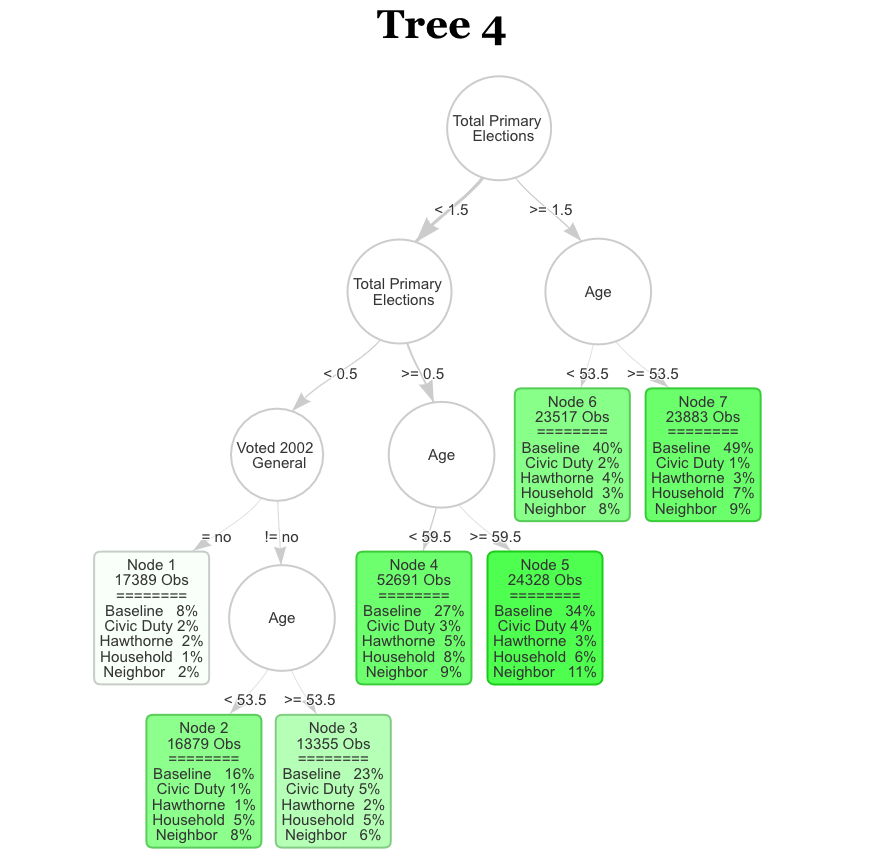 Tree 4
Total Primary
Elections
< 1.5
>= 1.5
Total Primary
Elections
Age
< 0.5
>= 0.5
< 53.5
>= 53.5
Node 6
23517 Obs
========
Baseline 40%
Civic Duty 2%
Hawthorne 4%
Household 3%
Neighbor 8%
Node 7
23883 Obs
========
Baseline 49%
Civic Duty 1%
Hawthorne 3%
Household 7%
Neighbor 9%
Voted 2002
General
Age
= no
!= no
< 59.5
>= 59.5
Node 1
17389 Obs
========
Baseline 8%
Civic Duty 2%
Hawthorne 2%
Household 1%
Neighbor 2%
Age
Node 4
52691 Obs
========
Baseline 27%
Civic Duty 3%
Hawthorne 5%
Household 8%
Neighbor 9%
Node 5
24328 Obs
========
Baseline 34%
Civic Duty 4%
Hawthorne 3%
Household 6%
Neighbor 11%
< 53.5
>= 53.5
Node 2
16879 Obs
========
Baseline 16%
Civic Duty 1%
Hawthorne 1%
Household 5%
Neighbor 8%
Node 3
13355 Obs
========
Baseline 23%
Civic Duty 5%
Hawthorne 2%
Household 5%
Neighbor 6%